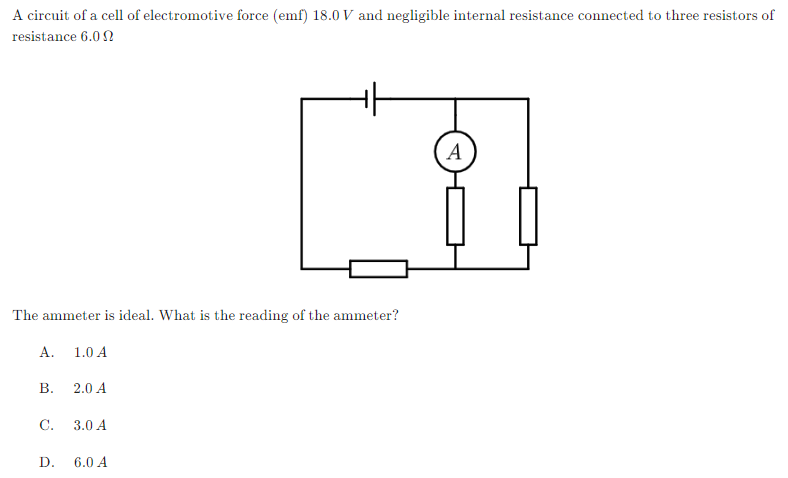 A circuit of a cell of electromotive force (emf) 18.0 V and negligible internal resistance connected to three resistors of
resistance 6.0 Ω
A
The ammeter is ideal. What is the reading of the ammeter?
A. 1.0 A
B. 2.0 A
C. 3.0 A
D. 6.0 A